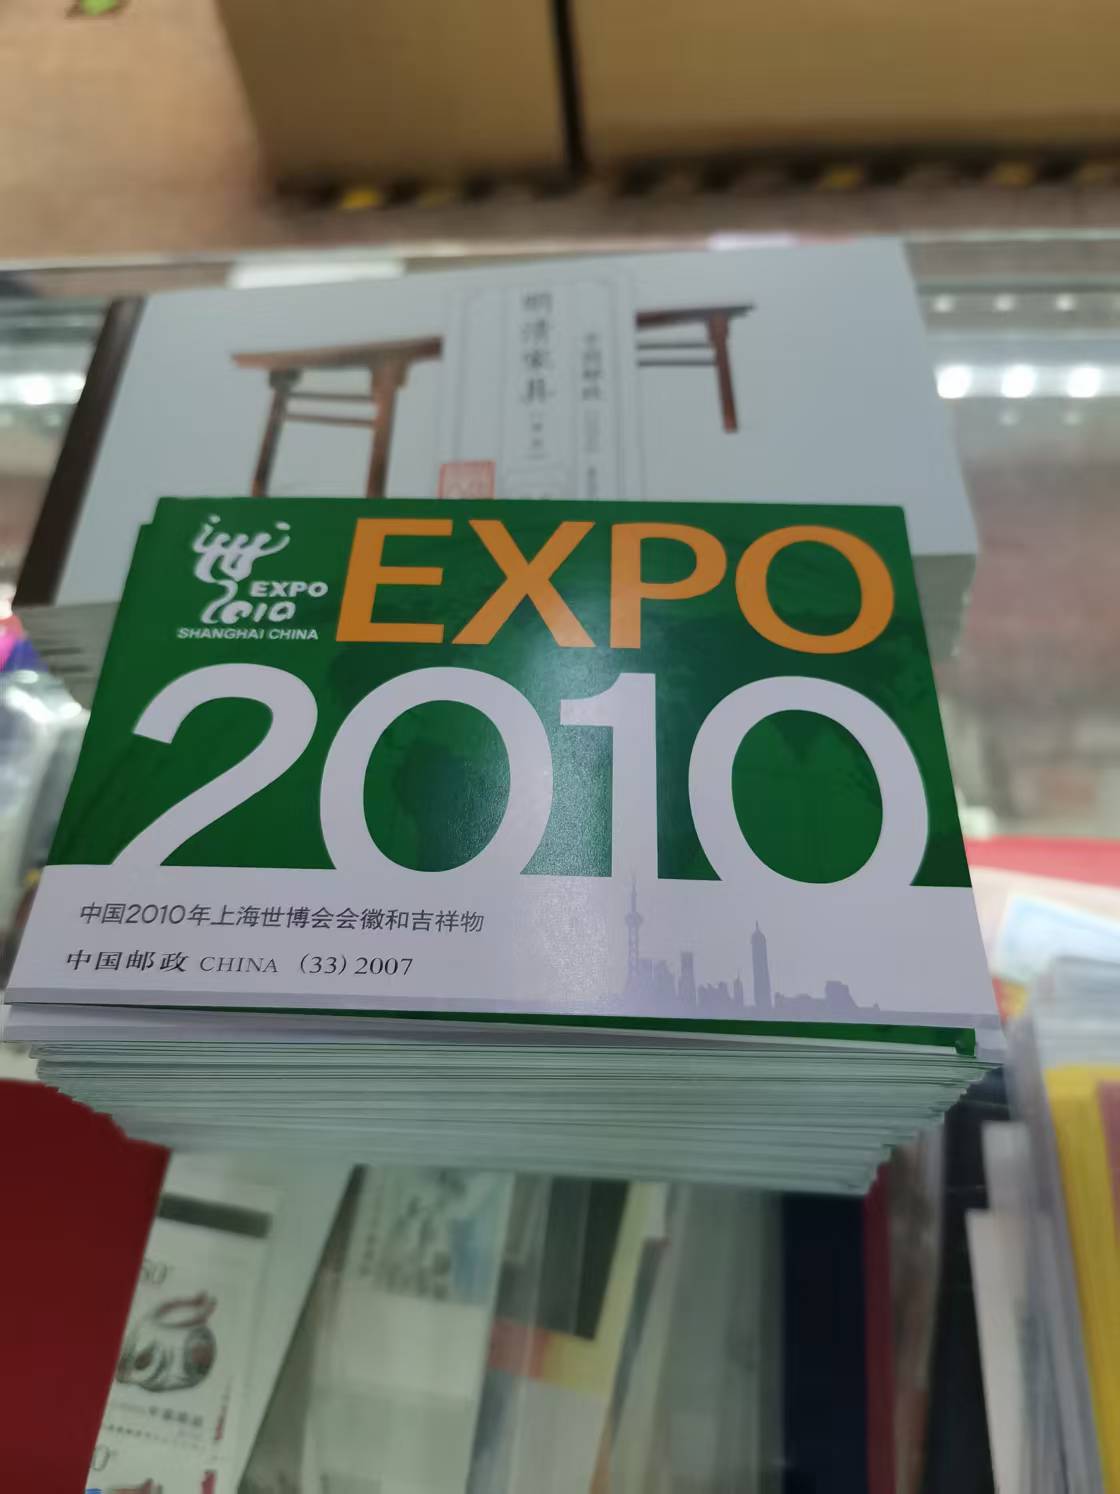 明清家具
EXPO
2010
SHANGHAI CHINA
EXPO
2010
中国2010年上海世博会会徽和吉祥物
中国邮政 CHINA (33) 2007